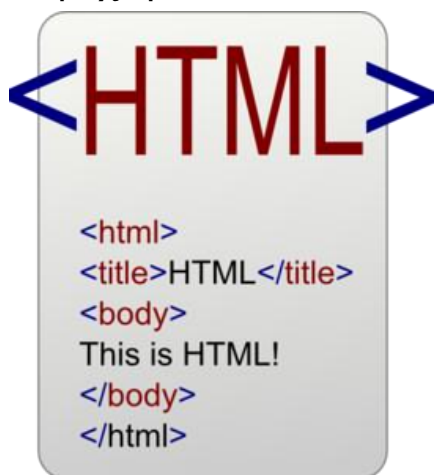 <HTML>
<html>
<title>HTML</title>
<body>
This is HTML!
</body>
</html>